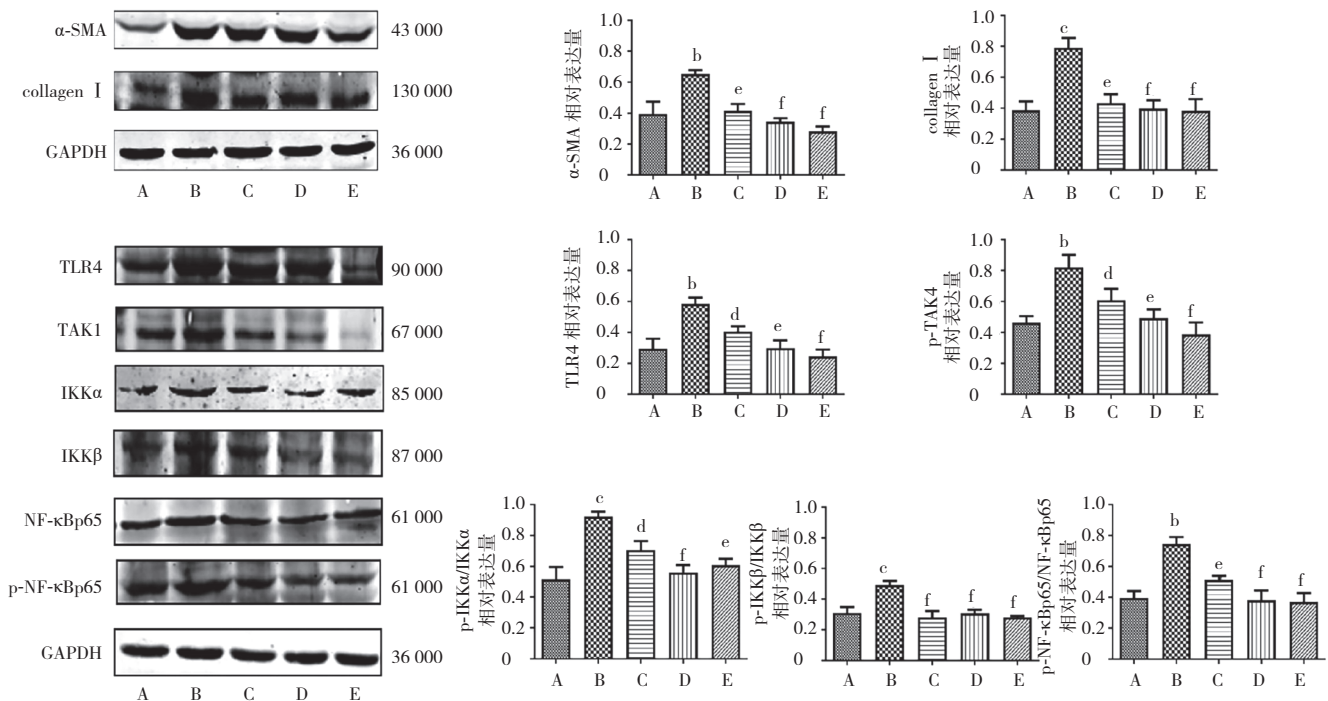 α-SMA 43 000
collagen Ⅰ 130 000
GAPDH 36 000
A B C D E
α-SMA 相对表达量
1.0
0.8
0.6
0.4
0.2
0
b
e
f
f
A B C D E
collagen Ⅰ
相对表达量
1.0
0.8
0.6
0.4
0.2
0
c
e
f
f
A B C D E
TLR4 90 000
TAK1 67 000
IKKα 85 000
IKKβ 87 000
NF-κBp65 61 000
p-NF-κBp65 61 000
GAPDH 36 000
A B C D E
TLR4 相对表达量
1.0
0.8
0.6
0.4
0.2
0
b
d
e
f
A B C D E
p-TAK4
相对表达量
1.0
0.8
0.6
0.4
0.2
0
b
d
e
f
A B C D E
p-IKKα/IKKα
相对表达量
1.0
0.8
0.6
0.4
0.2
0
c
d
f
e
A B C D E
p-IKKβ/IKKβ
相对表达量
1.0
0.8
0.6
0.4
0.2
0
c
f
f
f
A B C D E
p-NF-κBp65/NF-κBp65
相对表达量
1.0
0.8
0.6
0.4
0.2
0
b
e
f
f
A B C D E